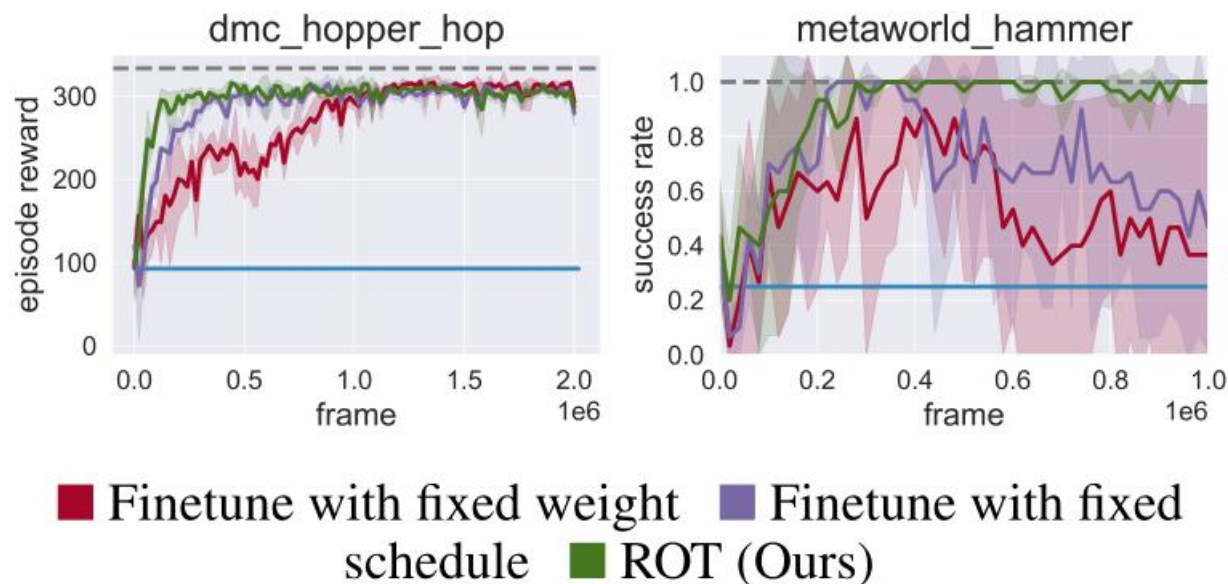 dmc_hopper_hop
metaworld_hammer
episode reward
300
200
100
0
0.0 0.5 1.0 1.5 2.0
1e6
frame
success rate
1.0
0.8
0.6
0.4
0.2
0.0
0.0 0.2 0.4 0.6 0.8 1.0
1e6
frame
Finetune with fixed weight Finetune with fixed
schedule ROT (Ours)